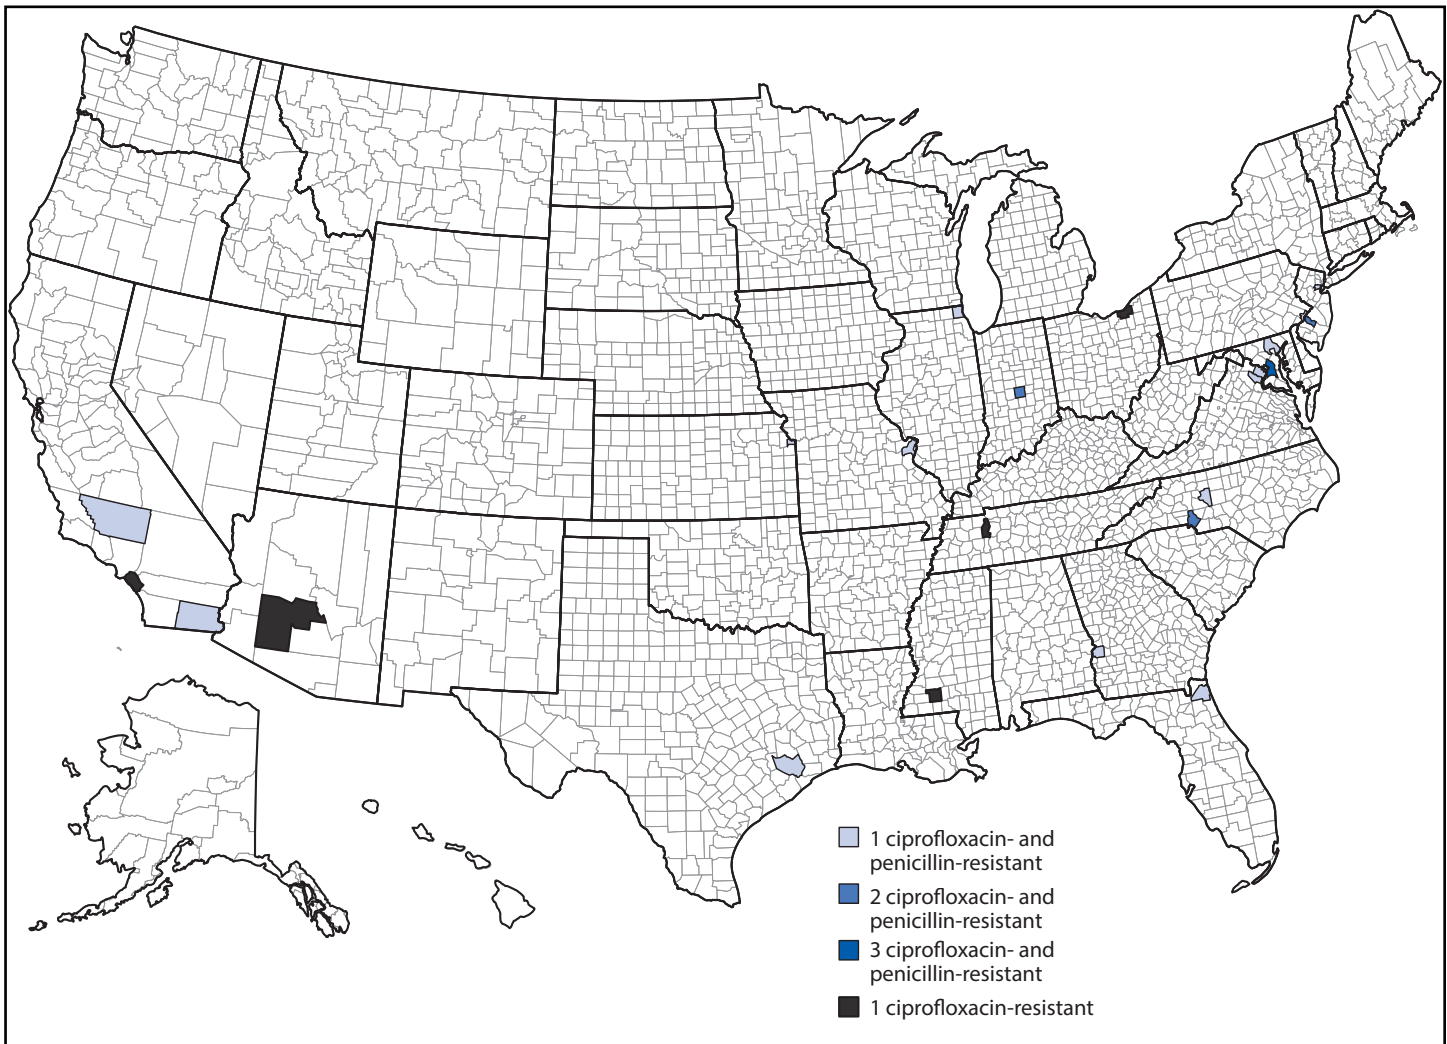 1 ciprofloxacin- and
penicillin-resistant
2 ciprofloxacin- and
penicillin-resistant
3 ciprofloxacin- and
penicillin-resistant
1 ciprofloxacin-resistant